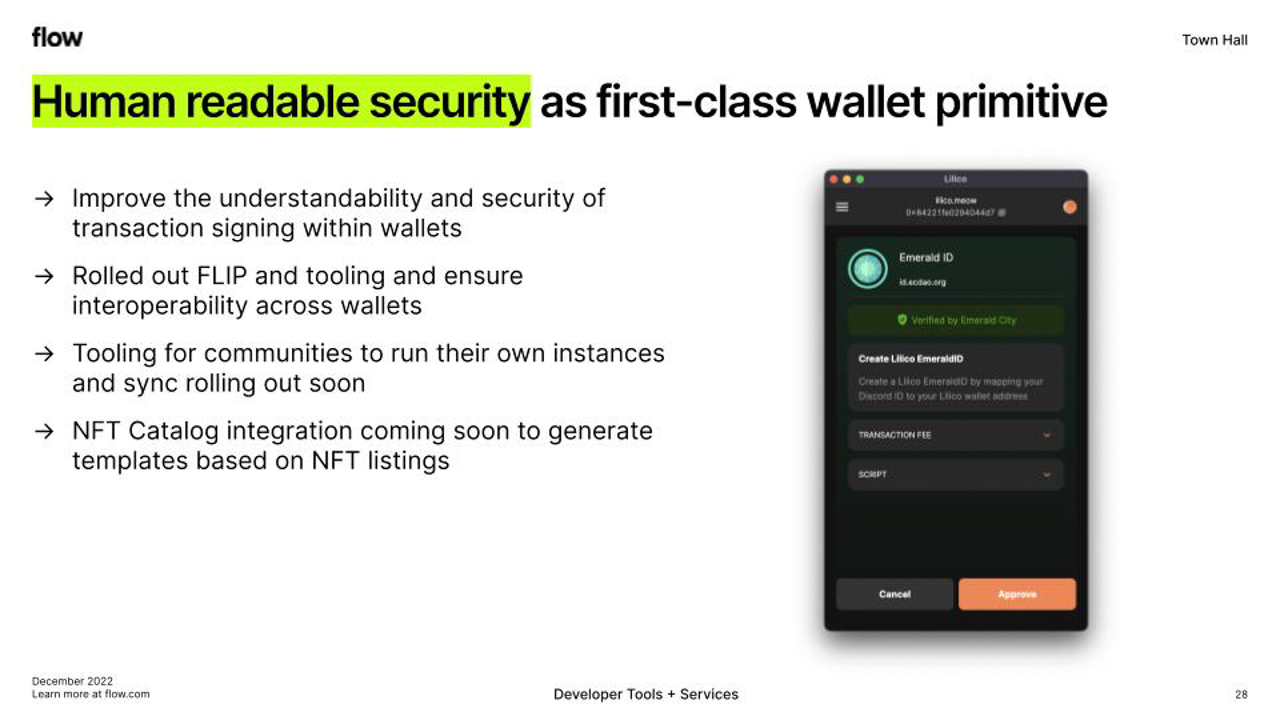 flow
Town Hall
Human readable security as first-class wallet primitive
→ Improve the understandability and security of
transaction signing within wallets
→ Rolled out FLIP and tooling and ensure
interoperability across wallets
→ Tooling for communities to run their own instances
and sync rolling out soon
→ NFT Catalog integration coming soon to generate
templates based on NFT listings
Lilico
lilico.meow
Emerald ID
id.ecdao.org
Verified by Emerald City
Create Lilico EmeraldID
Create a Lilico EmeraldID by mapping your
Discord ID to your Lilico wallet address
TRANSACTION FEE
SCRIPT
Cancel
Approve
December 2022
Learn more at flow.com
Developer Tools + Services
28